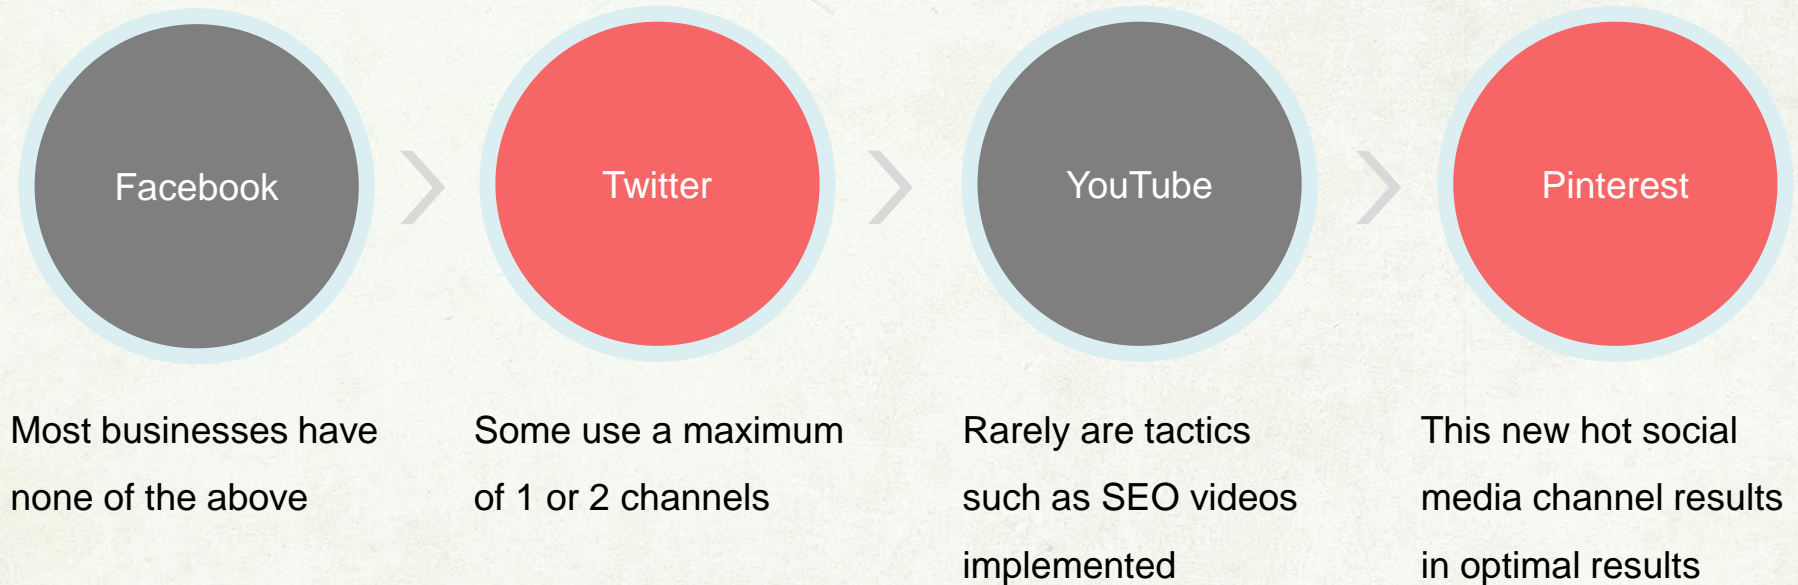 Facebook
Twitter
YouTube
Pinterest
Most businesses have
none of the above
Some use a maximum
of 1 or 2 channels
Rarely are tactics
such as SEO videos
implemented
This new hot social
media channel results
in optimal results